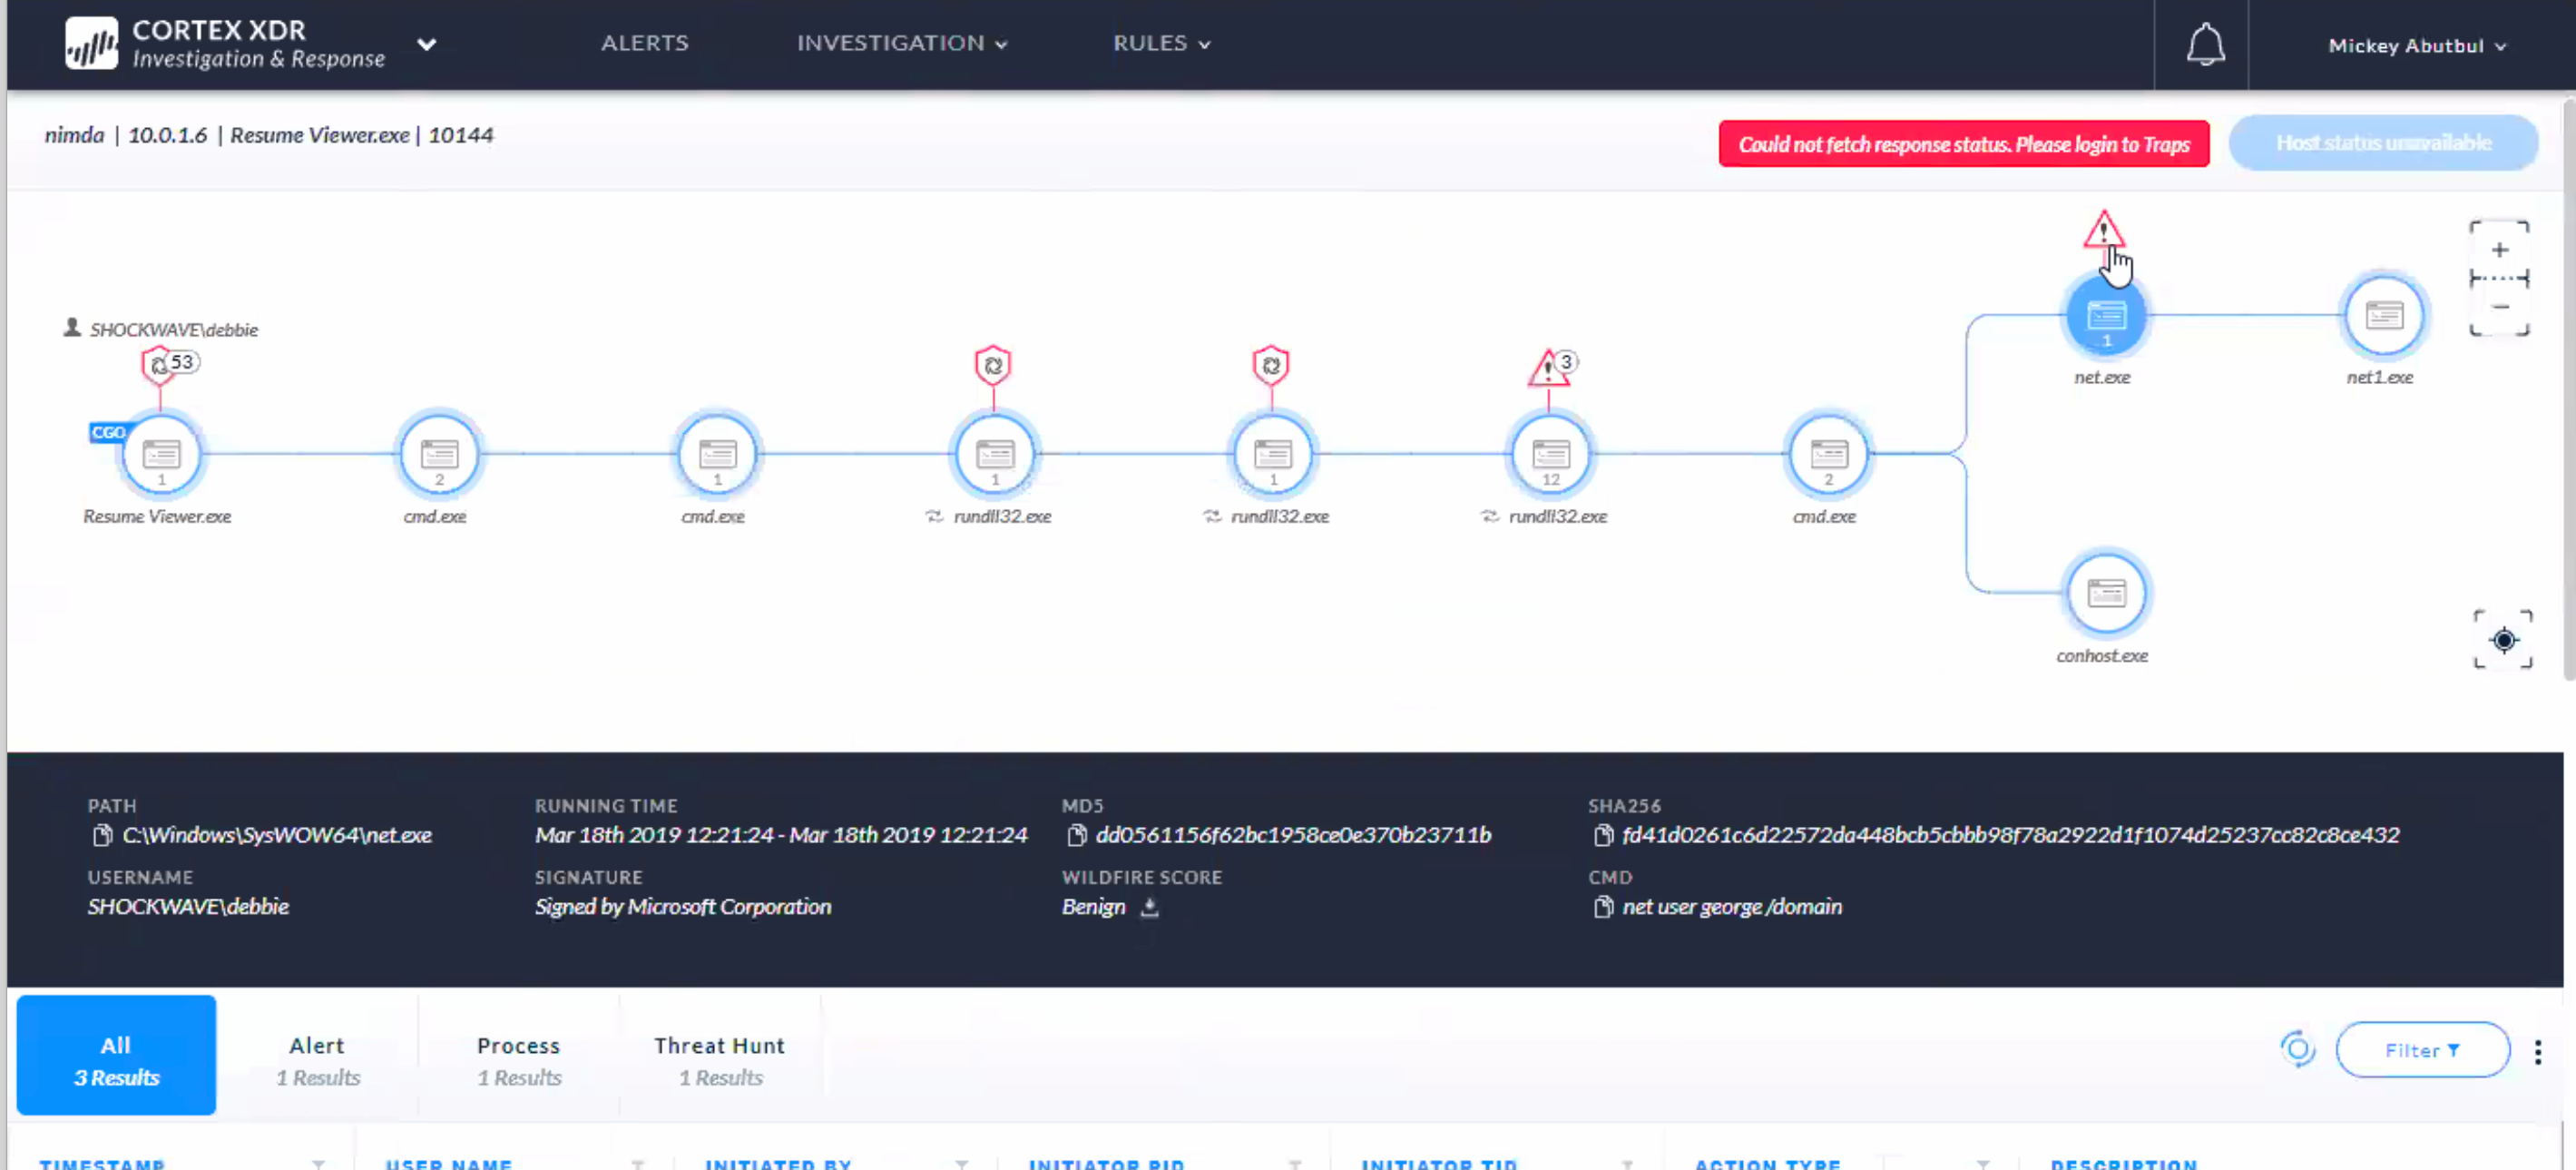 CORTEX XDR
Investigation & Response
ALERTS
INVESTIGATION
RULES
Mickey Abutbul
nimda | 10.0.1.6 | Resume Viewer.exe | 10144
Could not fetch response status. Please login to Traps
Host status unavailable
SHOCKWAVE\debbie
53
3
CGO
1
2
1
1
1
12
2
1
Resume Viewer.exe
cmd.exe
cmd.exe
rundll32.exe
rundll32.exe
rundll32.exe
cmd.exe
net.exe
net1.exe
conhost.exe
PATH
C:\Windows\SysWOW64\net.exe
RUNNING TIME
Mar 18th 2019 12:21:24 - Mar 18th 2019 12:21:24
MD5
dd0561156f62bc1958ce0e370b23711b
SHA256
fd41d0261c6d22572da448bcb5cbbb98f78a2922d1f1074d25237cc82c8ce432
USERNAME
SHOCKWAVE\debbie
SIGNATURE
Signed by Microsoft Corporation
WILDFIRE SCORE
Benign
CMD
net user george /domain
All
3 Results
Alert
1 Results
Process
1 Results
Threat Hunt
1 Results
Filter
TIMESTAMP
USER NAME
INITIATED BY
INITIATOR PID
INITIATOR TID
ACTION TYPE
DESCRIPTION